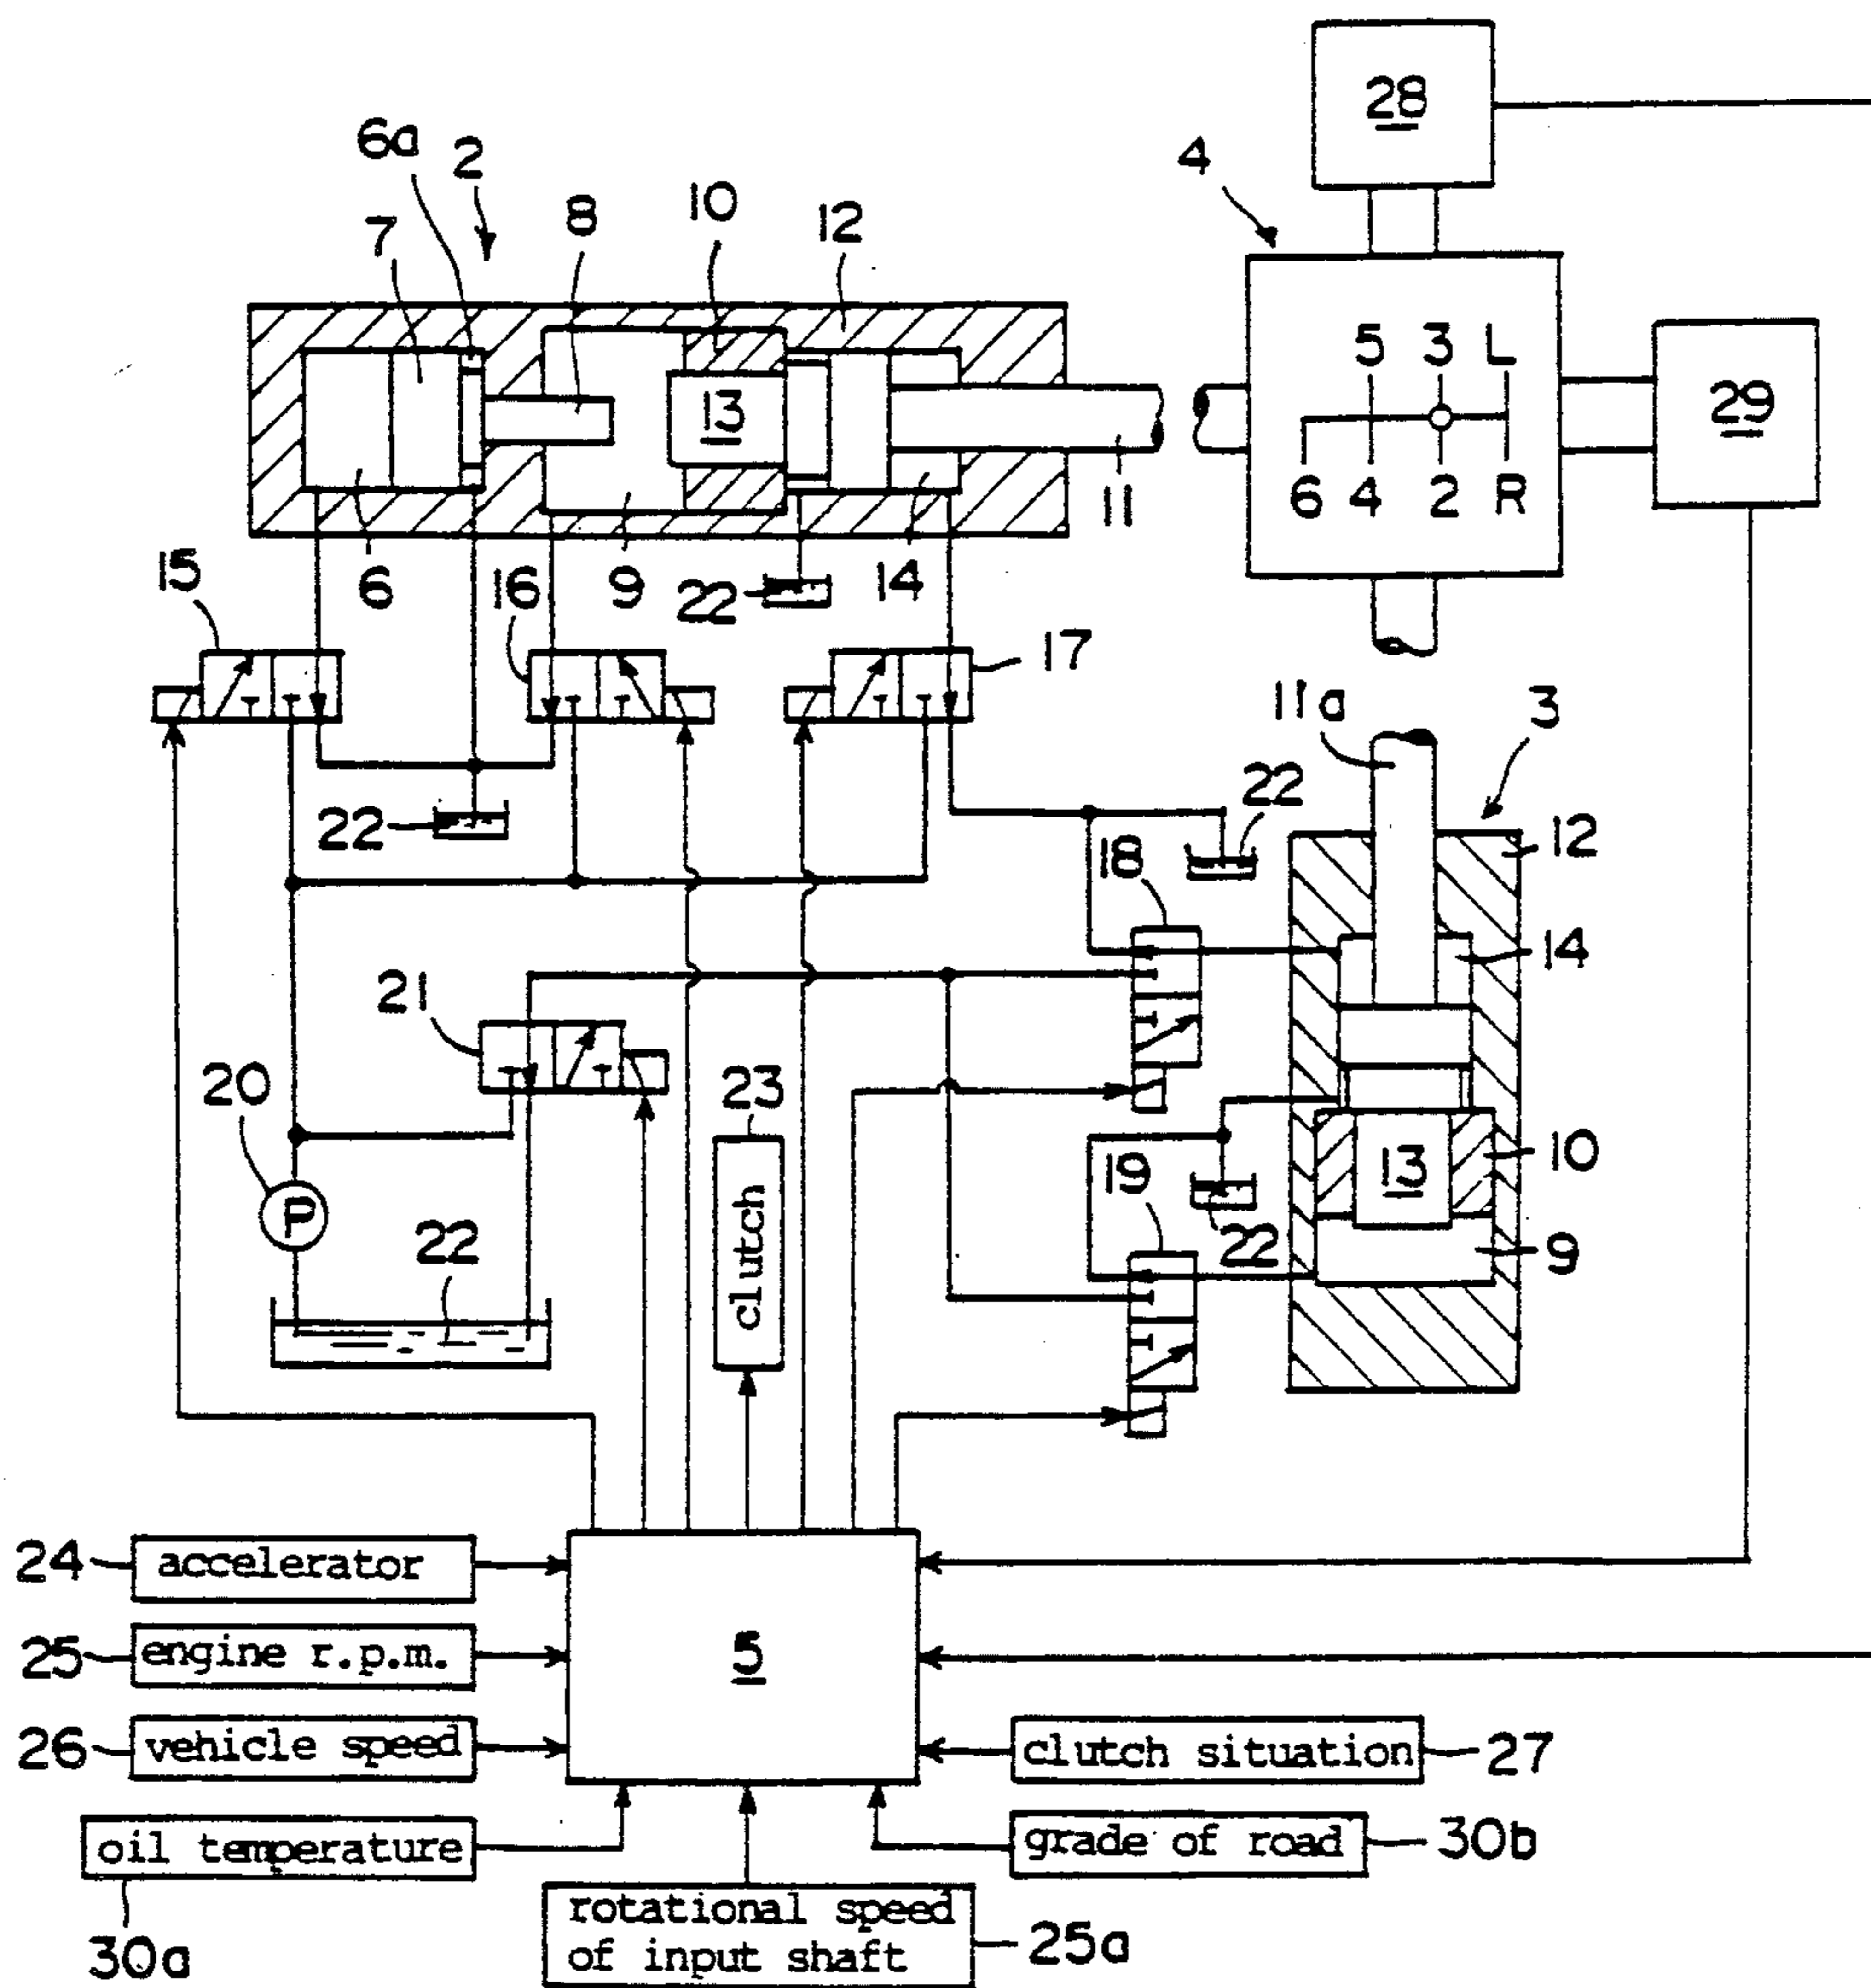 28
6a
2
4
7
8
10
12
5 3 L
13
29
6 4 2 R
11
15
6
16
9
22
14
17
11a
3
22
22
18
12
21
14
20
23
P
clutch
19
13
10
22
22
9
24 accelerator
25 engine r.p.m.
5
26 vehicle speed
clutch situation 27
oil temperature
grade of road 30b
30a
rotational speed
of input shaft
25a